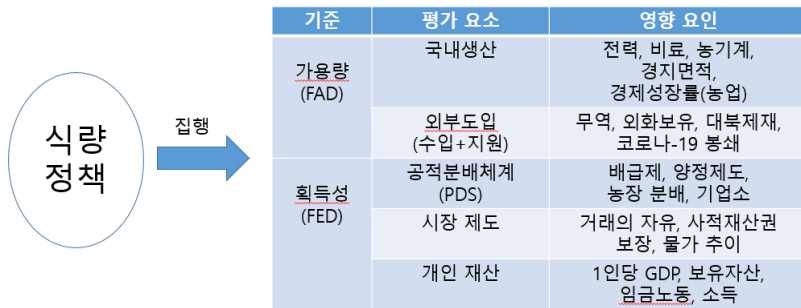 식량
정책
집행
기준
평가 요소
영향 요인
가용량
(FAD)
국내생산
전력, 비료, 농기계,
경지면적,
경제성장률(농업)
외부도입
(수입+지원)
무역, 외화보유, 대북제재,
코로나-19 봉쇄
획득성
(FED)
공적분배체계
(PDS)
배급제, 양정제도,
농장 분배, 기업소
시장 제도
거래의 자유, 사적재산권
보장, 물가 추이
개인 재산
1인당 GDP, 보유자산,
임금노동, 소득